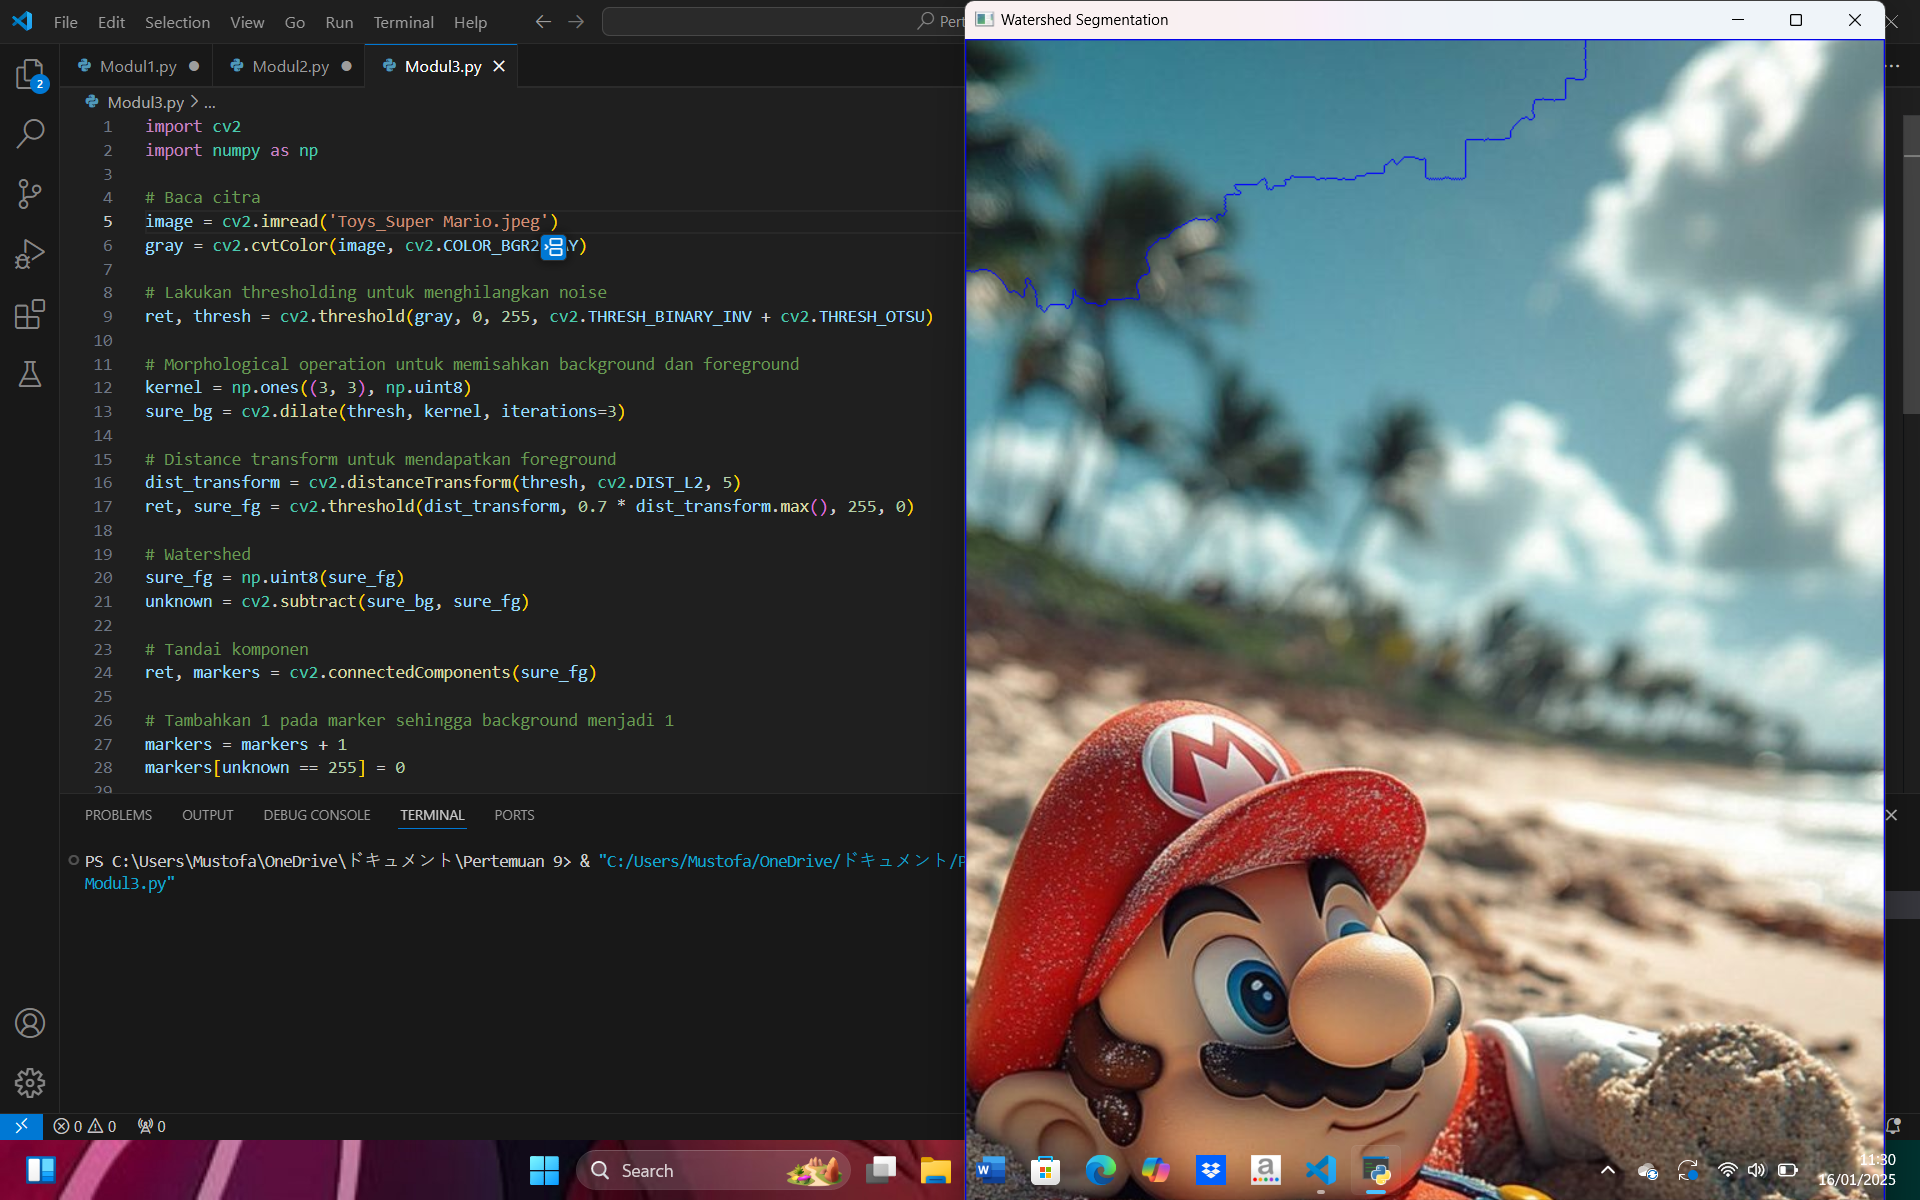 File Edit Selection View Go Run Terminal Help
Pert
Watershed Segmentation
2
Modul1.py
Modul2.py
Modul3.py
Modul3.py > ...
1 import cv2
2 import numpy as np
3
4 # Baca citra
5 image = cv2.imread('Toys_Super Mario.jpeg')
6 gray = cv2.cvtColor(image, cv2.COLOR_BGR2 AY)
7
8 # Lakukan thresholding untuk menghilangkan noise
9 ret, thresh = cv2.threshold(gray, 0, 255, cv2.THRESH_BINARY_INV + cv2.THRESH_OTSU)
10
11 # Morphological operation untuk memisahkan background dan foreground
12 kernel = np.ones((3, 3), np.uint8)
13 sure_bg = cv2.dilate(thresh, kernel, iterations=3)
14
15 # Distance transform untuk mendapatkan foreground
16 dist_transform = cv2.distanceTransform(thresh, cv2.DIST_L2, 5)
17 ret, sure_fg = cv2.threshold(dist_transform, 0.7 * dist_transform.max(), 255, 0)
18
19 # Watershed
20 sure_fg = np.uint8(sure_fg)
21 unknown = cv2.subtract(sure_bg, sure_fg)
22
23 # Tandai komponen
24 ret, markers = cv2.connectedComponents(sure_fg)
25
26 # Tambahkan 1 pada marker sehingga background menjadi 1
27 markers = markers + 1
28 markers[unknown == 255] = 0
29
M
PROBLEMS OUTPUT DEBUG CONSOLE TERMINAL PORTS
PS C:\Users\Mustofa\OneDrive\ドキュメント\Pertemuan 9> & "C:/Users/Mustofa/OneDrive/ドキュメント/P
Modul3.py"
0 0 0
Search
W
a
11:30
16/01/2025